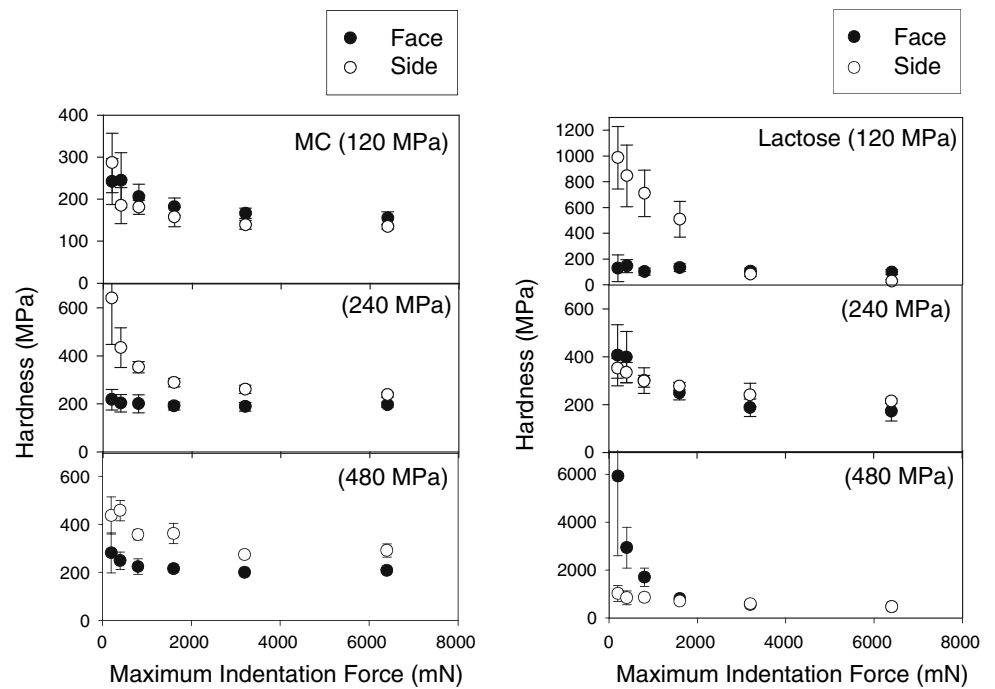 Face
Side
Face
Side
MC (120 MPa)
400
300
200
100
0
(240 MPa)
600
400
200
0
(480 MPa)
600
400
200
0
0 2000 4000 6000 8000
Hardness (MPa)
Maximum Indentation Force (mN)
Lactose (120 MPa)
1200
1000
800
600
400
200
0
(240 MPa)
600
400
200
0
(480 MPa)
6000
4000
2000
0
0 2000 4000 6000 8000
Hardness (MPa)
Maximum Indentation Force (mN)